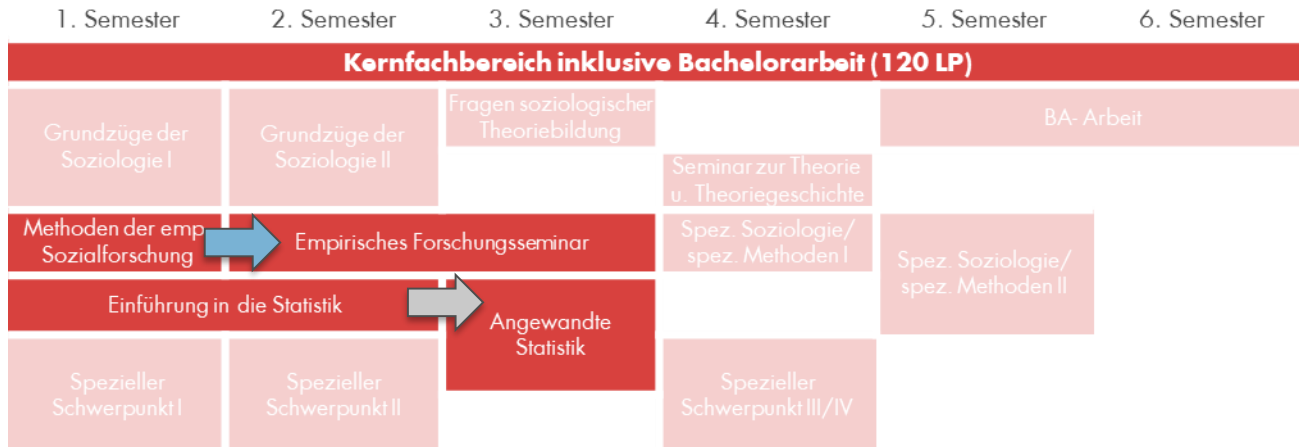 1. Semester
2. Semester
3. Semester
4. Semester
5. Semester
6. Semester
Kernfachbereich inklusive Bachelorarbeit (120 LP)
Grundzüge der
Soziologie I
Grundzüge der
Soziologie II
Fragen soziologischer
Theoriebildung
BA- Arbeit
Seminar zur Theorie
u. Theoriegeschichte
Methoden der emp.
Sozialforschung
Empirisches Forschungsseminar
Spez. Soziologie/
spez. Methoden I
Spez. Soziologie/
spez. Methoden II
Einführung in die Statistik
Angewandte
Statistik
Spezieller
Schwerpunkt I
Spezieller
Schwerpunkt II
Spezieller
Schwerpunkt III/IV